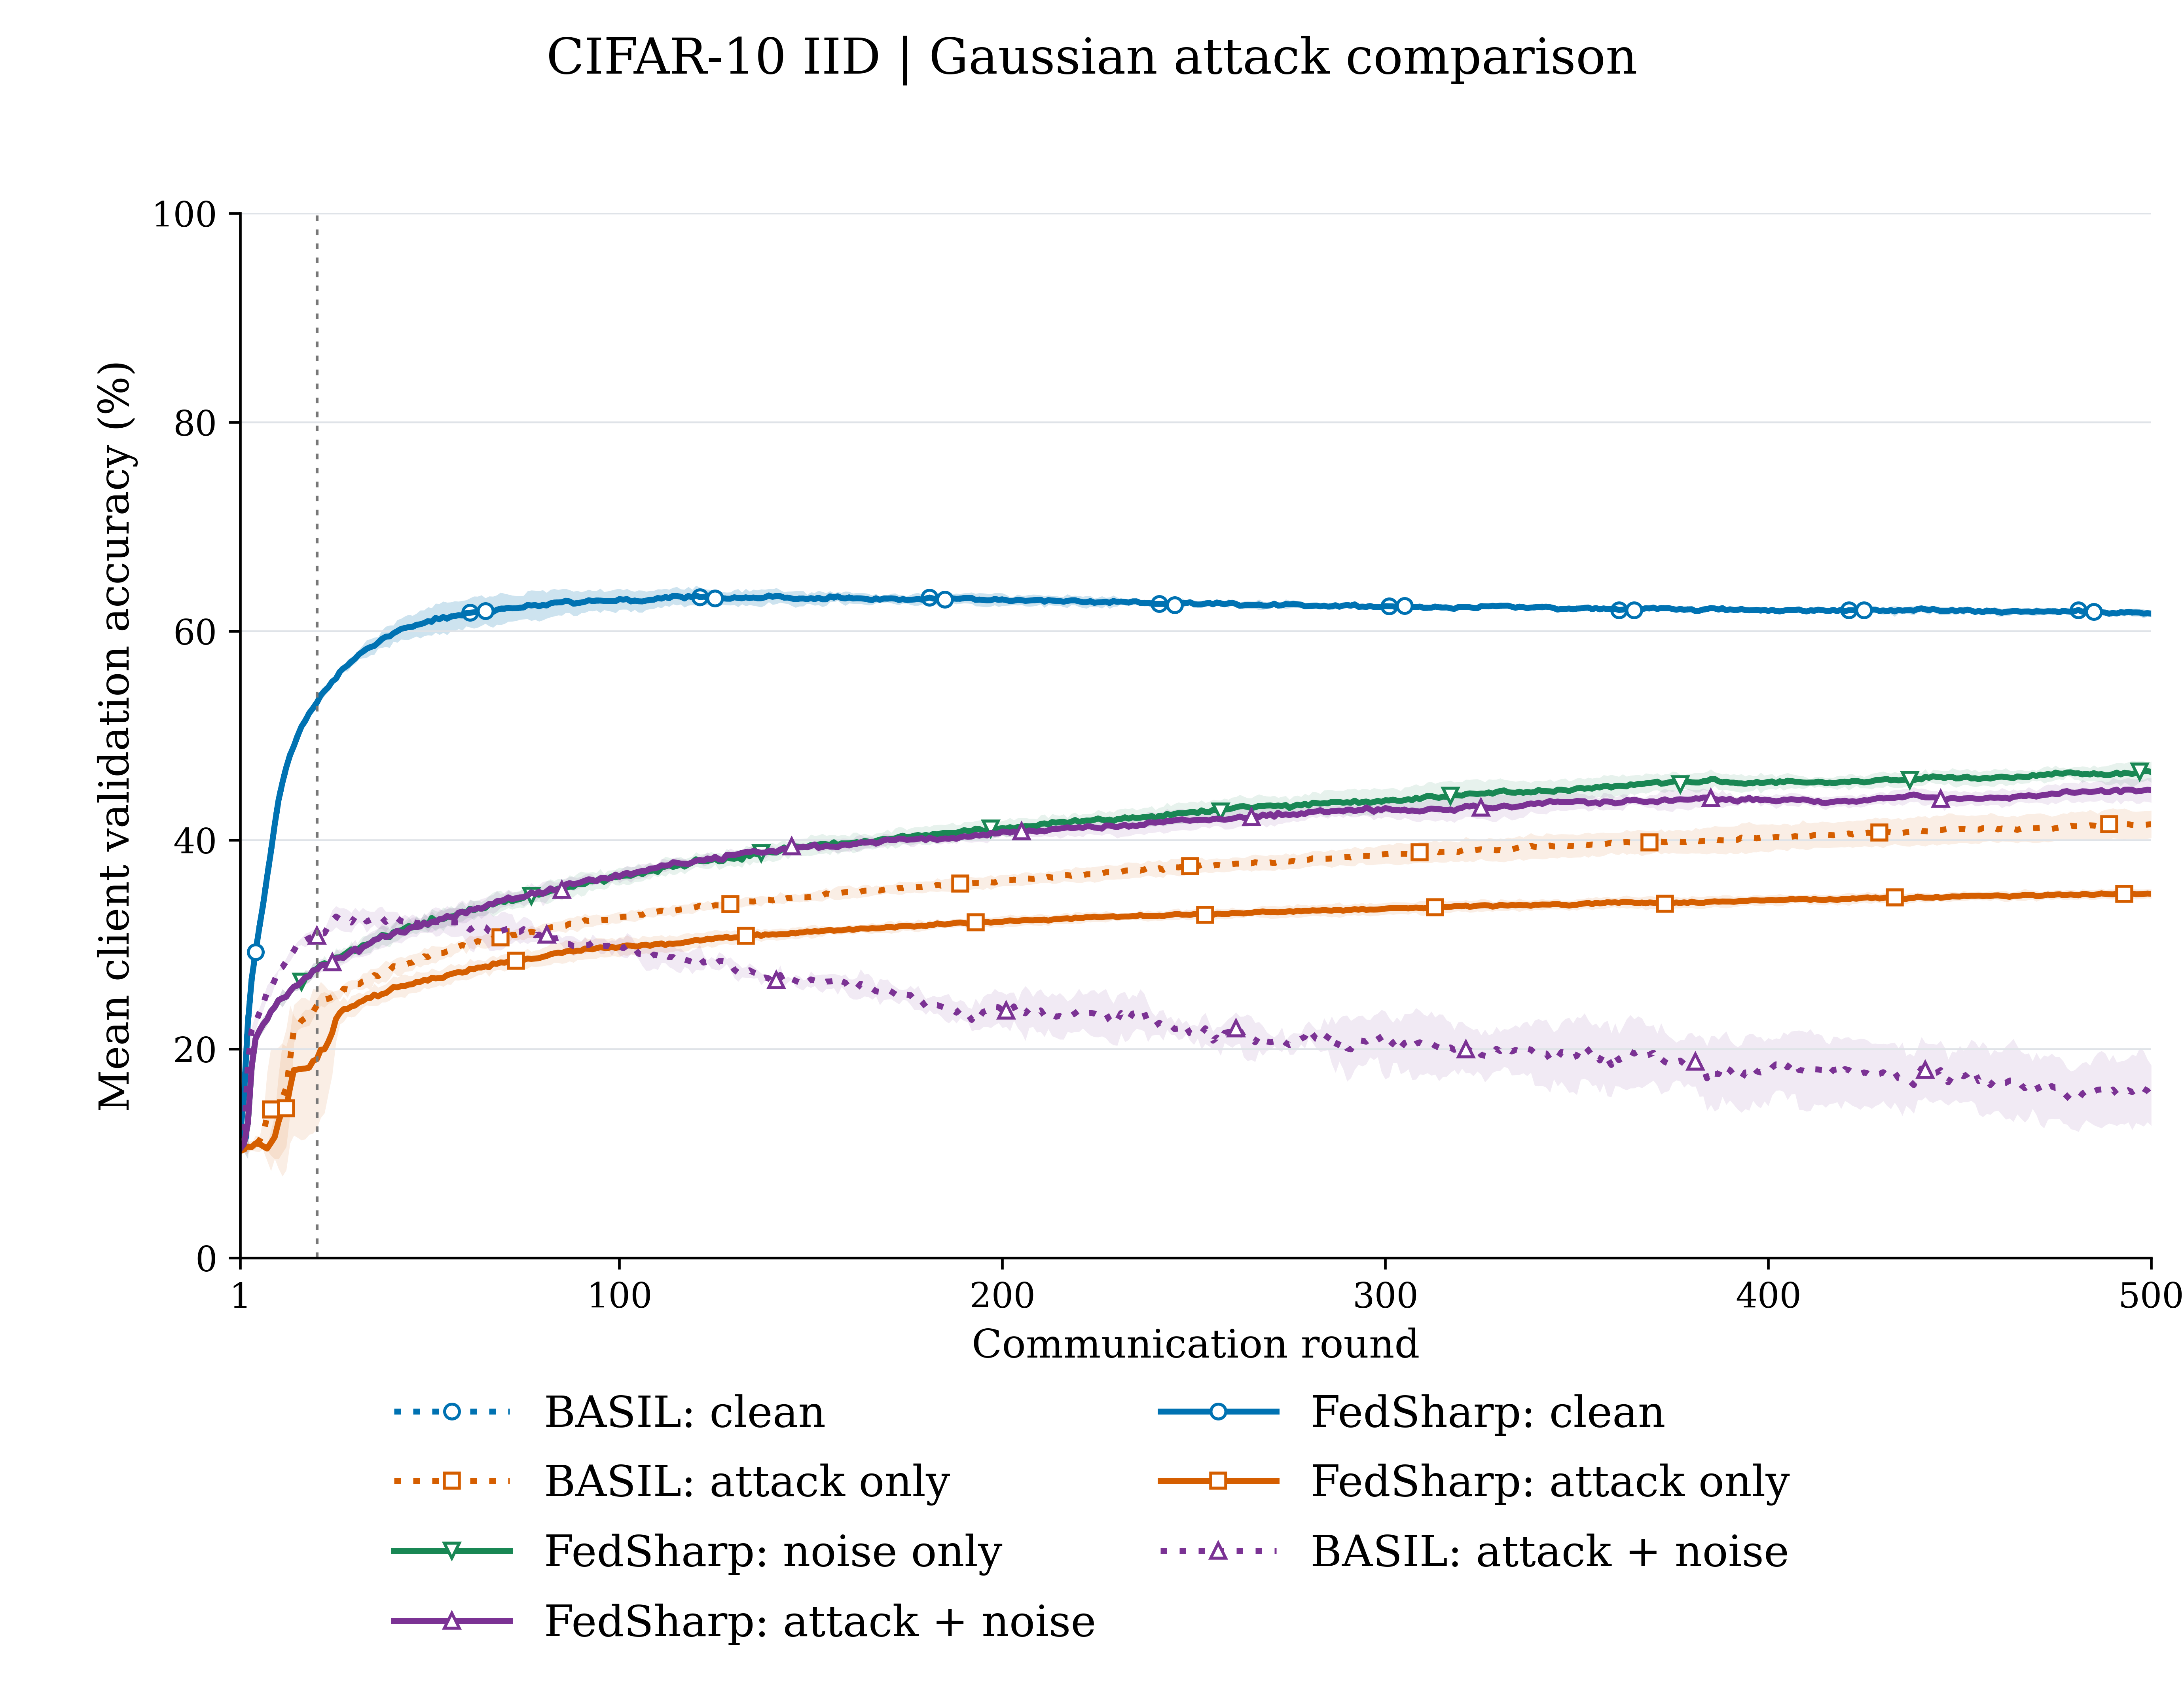 CIFAR-10 IID | Gaussian attack comparison
Mean client validation accuracy (%)
100
80
60
40
20
0
1
100
200
300
400
500
Communication round
BASIL: clean
BASIL: attack only
FedSharp: noise only
FedSharp: attack + noise
FedSharp: clean
FedSharp: attack only
BASIL: attack + noise